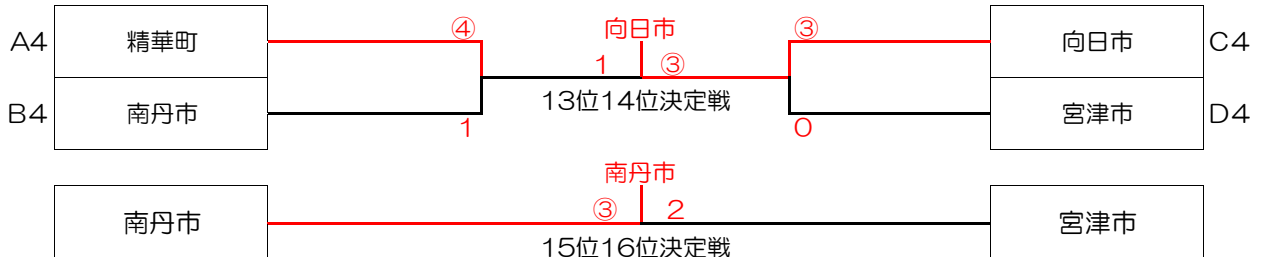 A4 精華町 ④ 向日市 ③ 向日市 C4
1 ③
13位14位決定戦
B4 南丹市 1 0 宮津市 D4
南丹市
南丹市 ③ 2 宮津市
15位16位決定戦